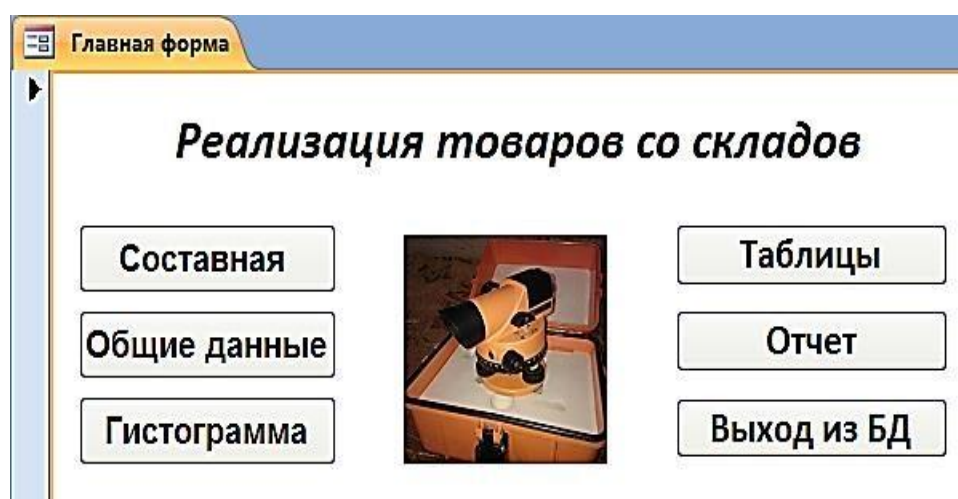 Главная форма
Реализация товаров со складов
Составная
Таблицы
Общие данные
Отчет
Гистограмма
Выход из БД